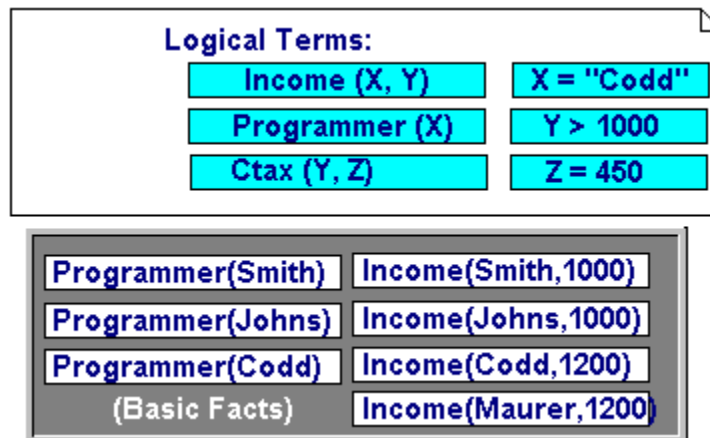 Logical Terms:
Income (X, Y) X = "Codd"
Programmer (X) Y > 1000
Ctax (Y, Z) Z = 450
Programmer(Smith) Income(Smith,1000)
Programmer(Johns) Income(Johns,1000)
Programmer(Codd) Income(Codd,1200)
(Basic Facts) Income(Maurer,1200)